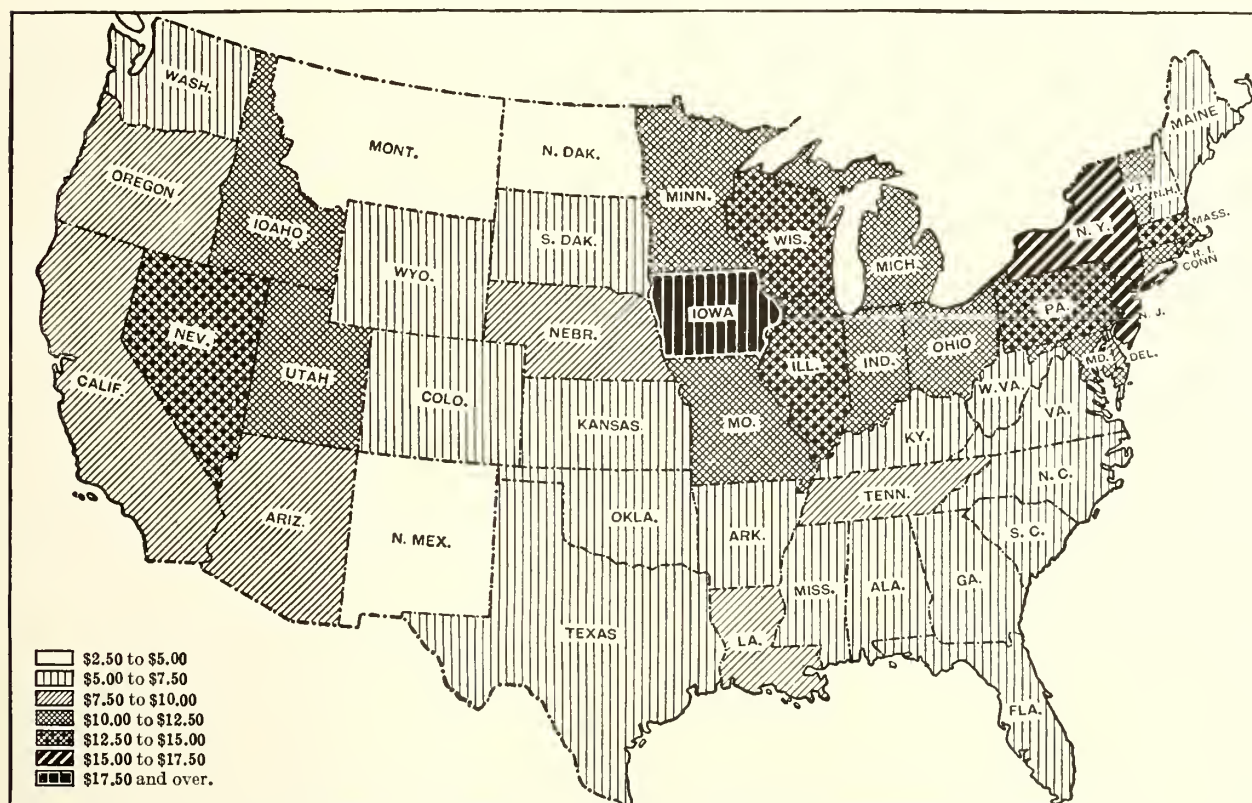 WASH.
MONT.
N. DAK.
MINN.
MAINE
VT.
N.H.
OREGON
IOAHO
S. DAK.
WIS.
MICH.
N. Y.
MASS.
R. I.
CONN
WYO.
IOWA
NEV.
NEBR.
PA.
N. J.
UTAH
ILL.
IND.
OHIO
MD.
DEL.
CALIF.
COLO.
KANSAS.
MO.
W. VA.
VA.
KY.
N. C.
TENN.
ARIZ.
N. MEX.
OKLA.
ARK.
S. C.
MISS.
ALA.
GA.
TEXAS
LA.
FLA.
$2.50 to $5.00
$5.00 to $7.50
$7.50 to $10.00
$10.00 to $12.50
$12.50 to $15.00
$15.00 to $17.50
$17.50 and over.